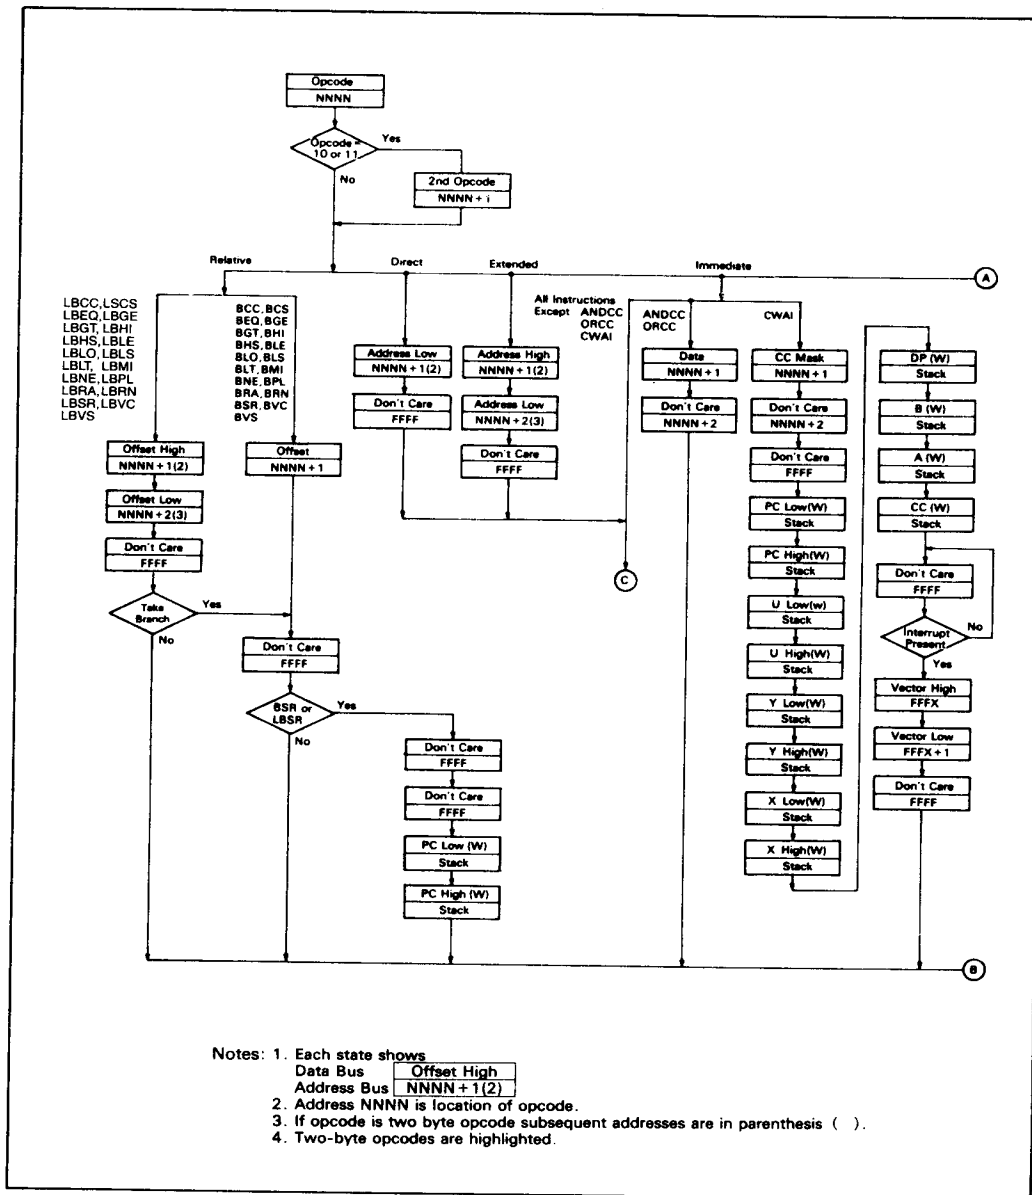 Opcode
NNNN
Opcode =
10 or 11
Yes
No
2nd Opcode
NNNN + i
Relative
Direct
Extended
Immediate
A
LBCC,LSCS
LBEQ,LBGE
LBGT,LBHI
LBHS,LBLE
LBLO,LBLS
LBLT, LBMI
LBNE,LBPL
LBRA,LBRN
LBSR,LBVC
LBVS
Offset High
NNNN + 1(2)
Offset Low
NNNN + 2(3)
Don't Care
FFFF
Take
Branch
Yes
No
BCC, BCS
BEQ, BGE
BGT, BHI
BHS, BLE
BLO, BLS
BLT, BMI
BNE, BPL
BRA, BRN
BSR, BVC
BVS
Offset
NNNN + 1
Don't Care
FFFF
BSR or
LBSR
Yes
No
Don't Care
FFFF
Don't Care
FFFF
PC Low (W)
Stack
PC High (W)
Stack
Address Low
NNNN + 1(2)
Don't Care
FFFF
Address High
NNNN + 1(2)
Address Low
NNNN + 2(3)
Don't Care
FFFF
All Instructions
Except ANDCC
ORCC
CWAI
C
ANDCC
ORCC
Data
NNNN + 1
Don't Care
NNNN + 2
CWAI
CC Mask
NNNN + 1
Don't Care
NNNN + 2
Don't Care
FFFF
PC Low(W)
Stack
PC High(W)
Stack
U Low(w)
Stack
U High(W)
Stack
Y Low(W)
Stack
Y High(W)
Stack
X Low(W)
Stack
X High(W)
Stack
DP (W)
Stack
B (W)
Stack
A (W)
Stack
CC (W)
Stack
Don't Care
FFFF
Interrupt
Present
No
Yes
Vector High
FFFX
Vector Low
FFFX + 1
Don't Care
FFFF
B
Notes: 1. Each state shows
Data Bus Offset High
Address Bus NNNN + 1(2)
2. Address NNNN is location of opcode.
3. If opcode is two byte opcode subsequent addresses are in parenthesis ( ).
4. Two-byte opcodes are highlighted.